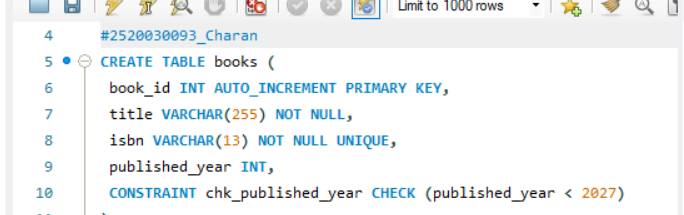 Limit to 1000 rows
4 #2520030093_Charan
5 CREATE TABLE books (
6 book_id INT AUTO_INCREMENT PRIMARY KEY,
7 title VARCHAR(255) NOT NULL,
8 isbn VARCHAR(13) NOT NULL UNIQUE,
9 published_year INT,
10 CONSTRAINT chk_published_year CHECK (published_year < 2027)